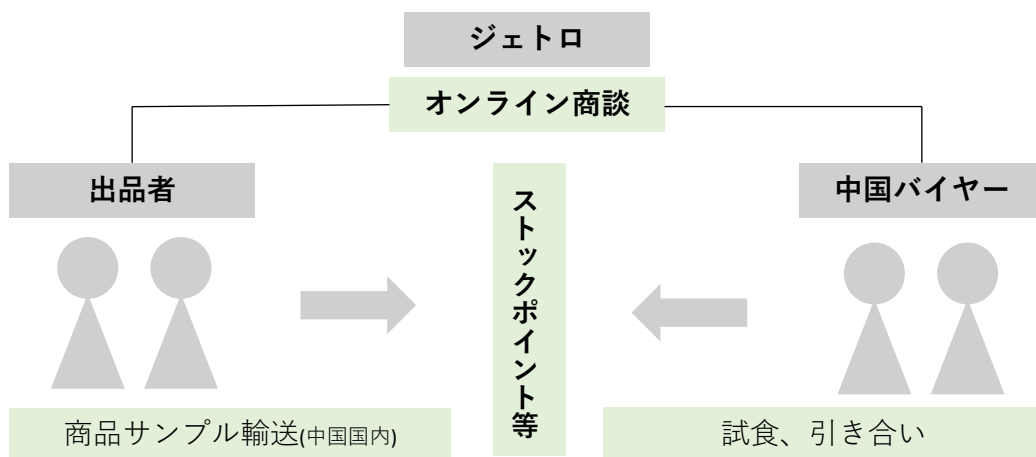 ジェトロ
オンライン商談
出品者
中国バイヤー
ストックポイント等
商品サンプル輸送(中国国内)
試食、引き合い